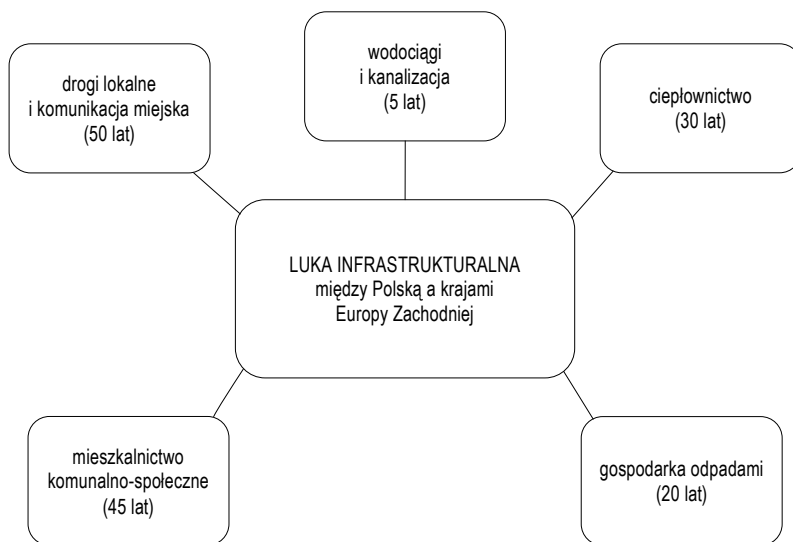 wodociągi
i kanalizacja
(5 lat)
drogi lokalne
i komunikacja miejska
(50 lat)
ciepłownictwo
(30 lat)
LUKA INFRASTRUKTURALNA
między Polską a krajami
Europy Zachodniej
mieszkalnictwo
komunalno-społeczne
(45 lat)
gospodarka odpadami
(20 lat)